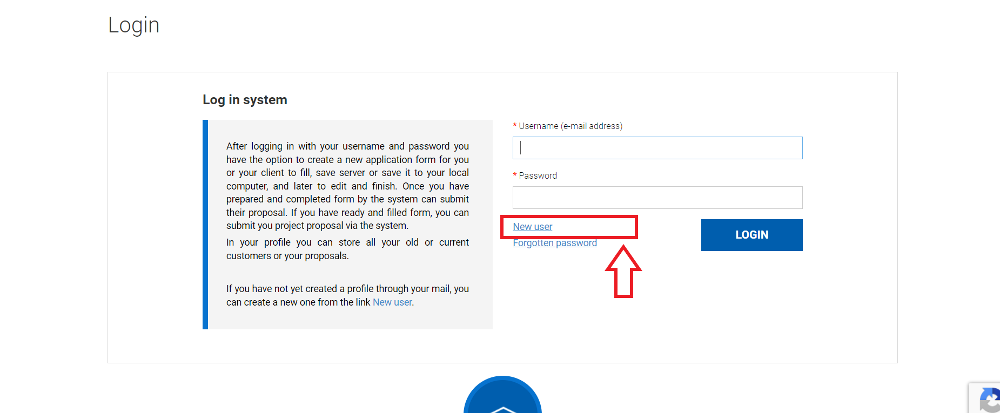 Login
Log in system
After logging in with your username and password you
have the option to create a new application form for you
or your client to fill, save server or save it to your local
computer, and later to edit and finish. Once you have
prepared and completed form by the system can submit
their proposal. If you have ready and filled form, you can
submit you project proposal via the system.
In your profile you can store all your old or current
customers or your proposals.
If you have not yet created a profile through your mail, you
can create a new one from the link New user.
* Username (e-mail address)
* Password
New user
Forgotten password
LOGIN